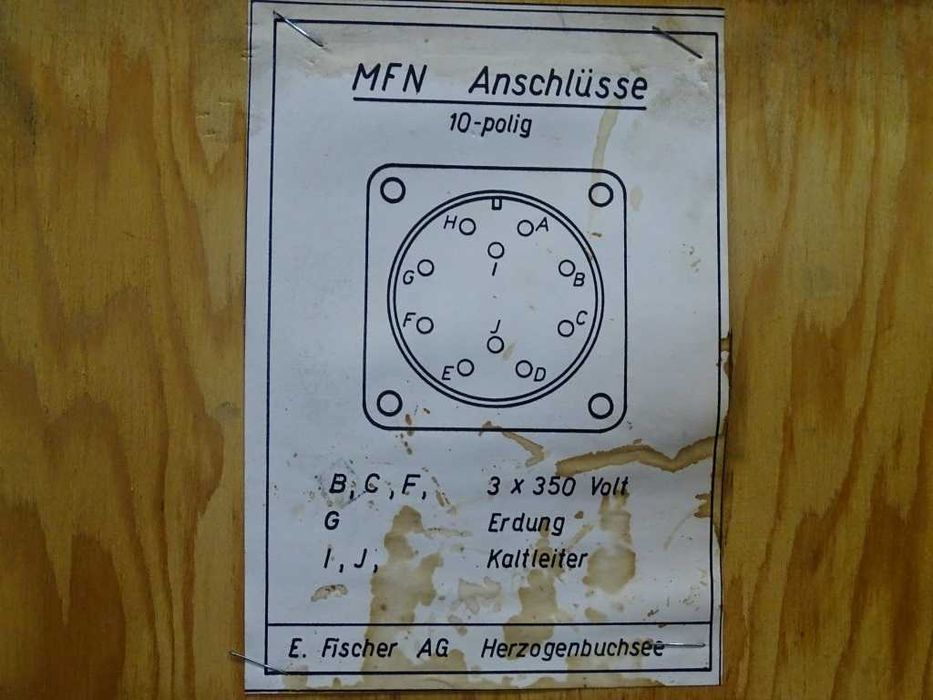 MFN Anschlüsse
10-polig
H A
I
G B
F C
J
E D
B, C, F, 3 x 350 Volt
G Erdung
I, J, Kaltleiter
E. Fischer AG Herzogenbuchsee